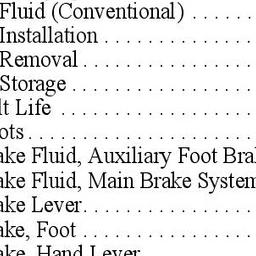 Fluid (Conventional) . . . . . .
Installation . . . . . . . . . . . . .
Removal . . . . . . . . . . . . . . .
Storage . . . . . . . . . . . . . . . .
lt Life . . . . . . . . . . . . . . . . .
ots . . . . . . . . . . . . . . . . . . .
ake Fluid, Auxiliary Foot Bra
ake Fluid, Main Brake System
ake Lever. . . . . . . . . . . . . . .
ake, Foot . . . . . . . . . . . . . . .
ake, Hand Lever